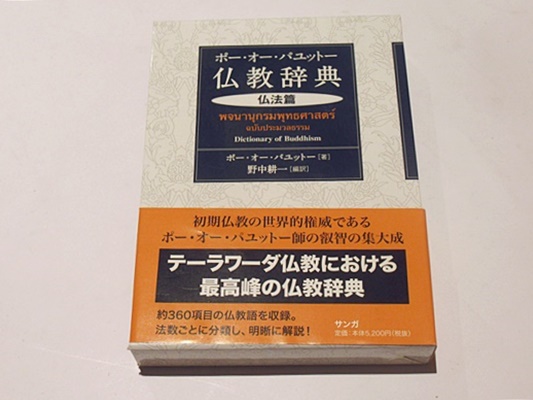 ポー・オー・パユットー
仏教辞典
仏法篇
พจนานุกรมพุทธศาสตร์
ฉบับประมวลธรรม
Dictionary of Buddhism
ポー・オー・パユットー[著]
野中耕一[編訳]
初期仏教の世界的権威である
ポー・オー・パユットー師の叡智の集大成
テーラワーダ仏教における
最高峰の仏教辞典
約360項目の仏教語を収録。
法数ごとに分類し、明晰に解説!
サンガ
定価:本体5,200円(税抜)